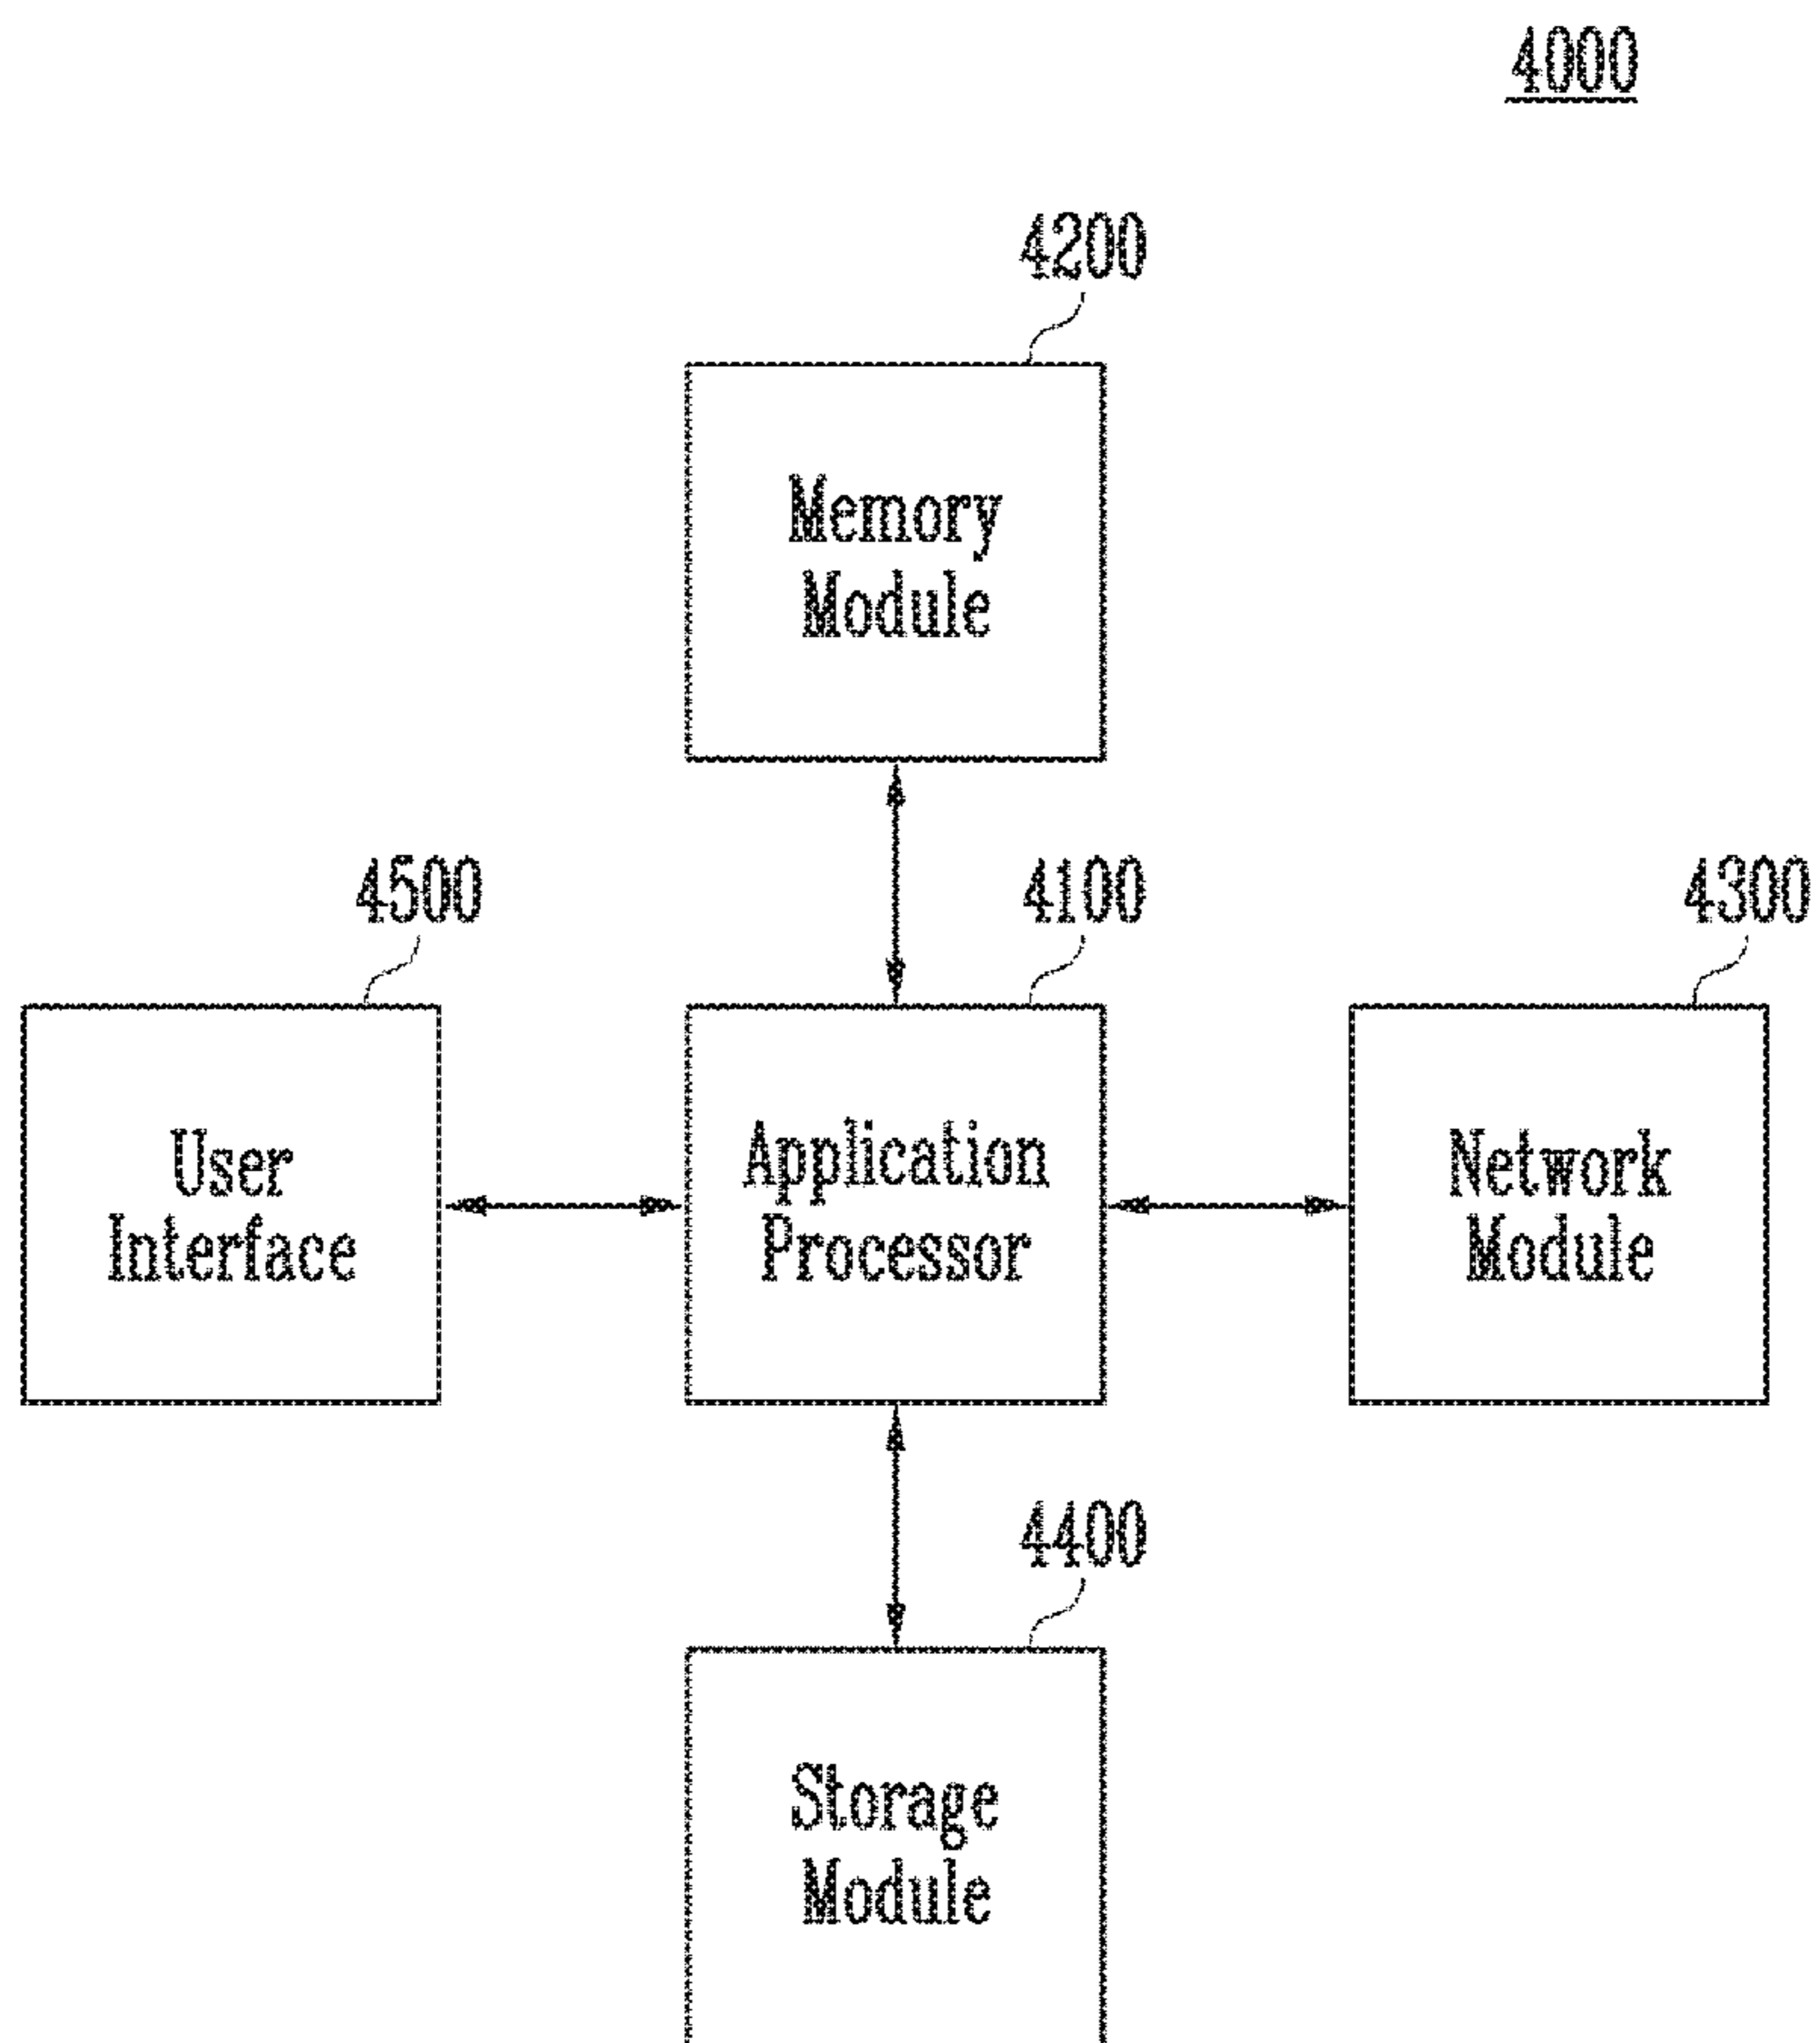 4000
4200
Memory
Module
4500
4100
4300
User
Interface
Application
Processor
Network
Module
4400
Storage
Module